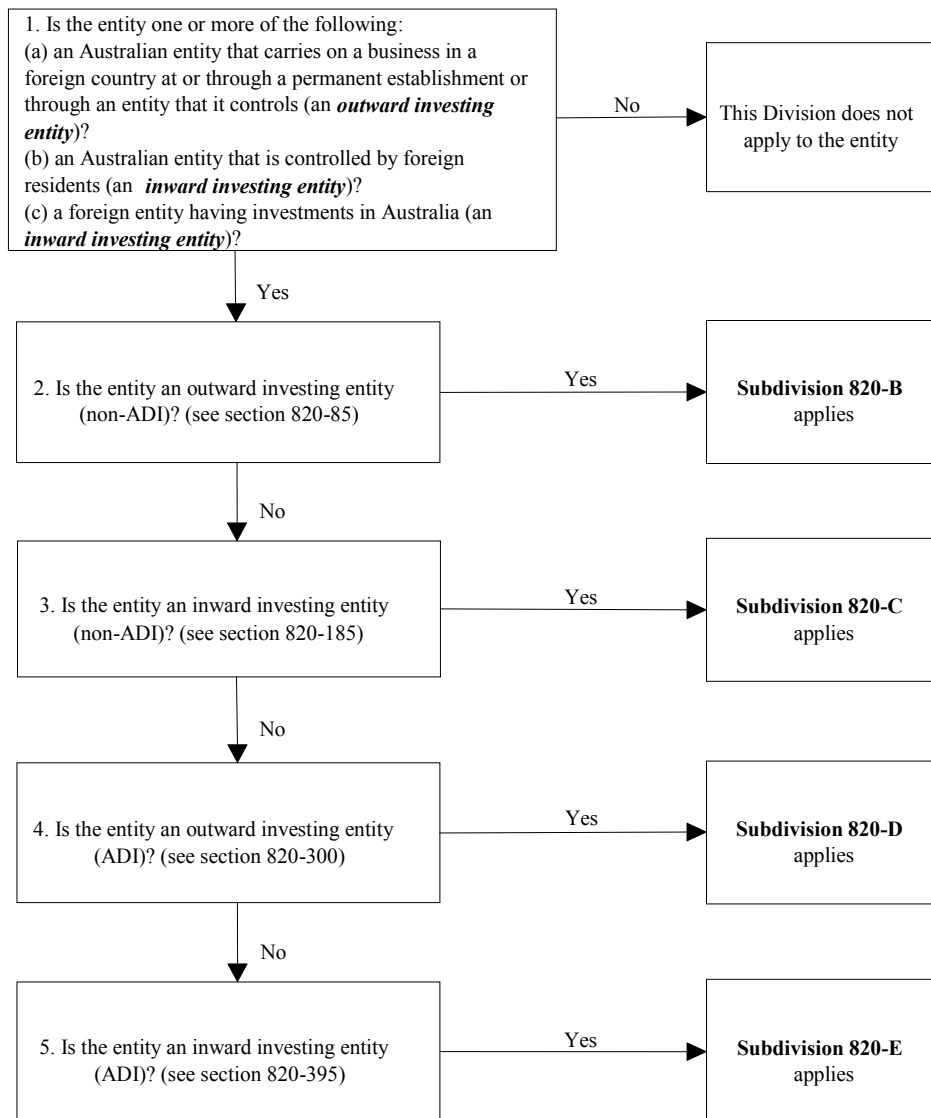 1. Is the entity one or more of the following:
(a) an Australian entity that carries on a business in a
foreign country at or through a permanent establishment or
through an entity that it controls (an outward investing
entity)?
(b) an Australian entity that is controlled by foreign
residents (an inward investing entity)?
(c) a foreign entity having investments in Australia (an
inward investing entity)?
No
This Division does not
apply to the entity
Yes
2. Is the entity an outward investing entity
(non-ADI)? (see section 820-85)
Yes
Subdivision 820-B
applies
No
3. Is the entity an inward investing entity
(non-ADI)? (see section 820-185)
Yes
Subdivision 820-C
applies
No
4. Is the entity an outward investing entity
(ADI)? (see section 820-300)
Yes
Subdivision 820-D
applies
No
5. Is the entity an inward investing entity
(ADI)? (see section 820-395)
Yes
Subdivision 820-E
applies